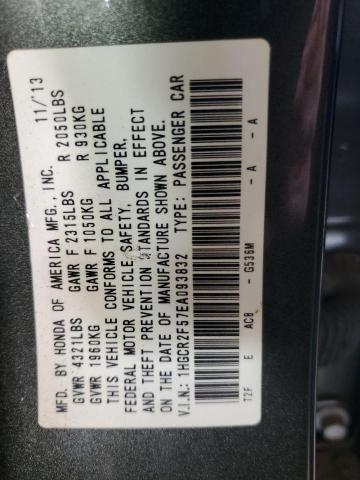 MFD. BY HONDA OF AMERICA MFG., INC. 11/'13
GVWR 4321LBS GAWR F 2315LBS R 2050LBS
GVWR 1960KG GAWR F 1050KG R 930KG
THIS VEHICLE CONFORMS TO ALL APPLICABLE
FEDERAL MOTOR VEHICLE SAFETY, BUMPER,
AND THEFT PREVENTION STANDARDS IN EFFECT
ON THE DATE OF MANUFACTURE SHOWN ABOVE.
V.I.N.: 1HGCR2F57EA093832 TYPE: PASSENGER CAR
T2F E AC8 - G536M - A - A